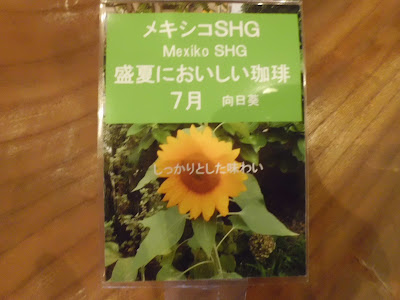 メキシコSHG
Mexiko SHG
盛夏においしい珈琲
7月 向日葵
しっかりとした味わい